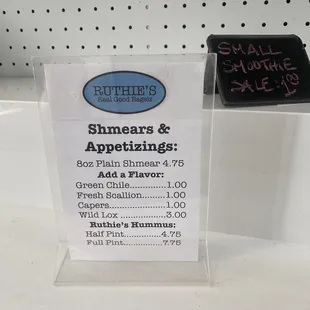 RUTHIE'S
Real Good Bagels
Shmears &
Appetizings:
8oz Plain Shmear 4.75
Add a Flavor:
Green Chile..............1.00
Fresh Scallion..........1.00
Capers.....................1.00
Wild Lox .................3.00
Ruthie's Hummus:
Half Pint..............4.75
Full Pint...............7.75
SMALL
SMOOTHIE
SALE: